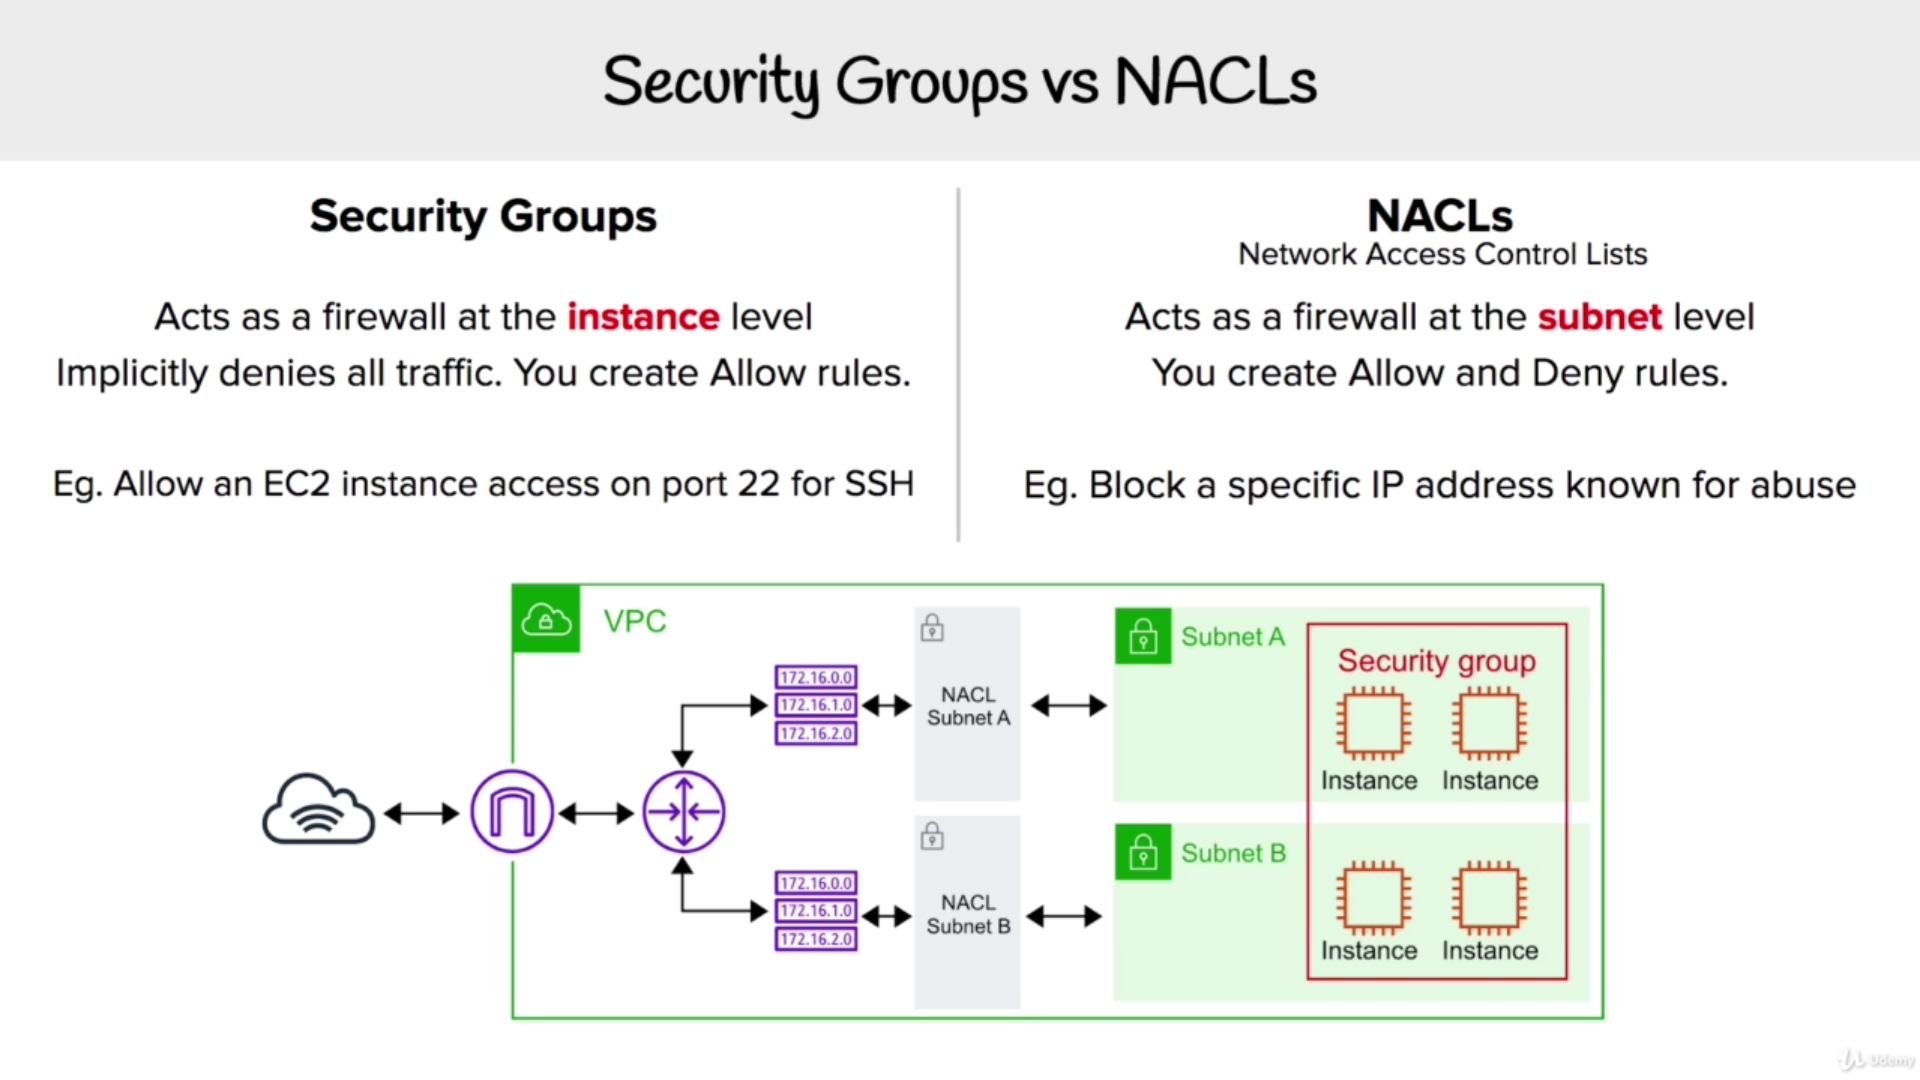 Security Groups vs NACLs
Security Groups
Acts as a firewall at the instance level
Implicitly denies all traffic. You create Allow rules.
Eg. Allow an EC2 instance access on port 22 for SSH
NACLs
Network Access Control Lists
Acts as a firewall at the subnet level
You create Allow and Deny rules.
Eg. Block a specific IP address known for abuse
VPC
172.16.0.0
172.16.1.0
172.16.2.0
NACL
Subnet A
Subnet A
Security group
Instance
Instance
172.16.0.0
172.16.1.0
172.16.2.0
NACL
Subnet B
Subnet B
Instance
Instance
Udemy